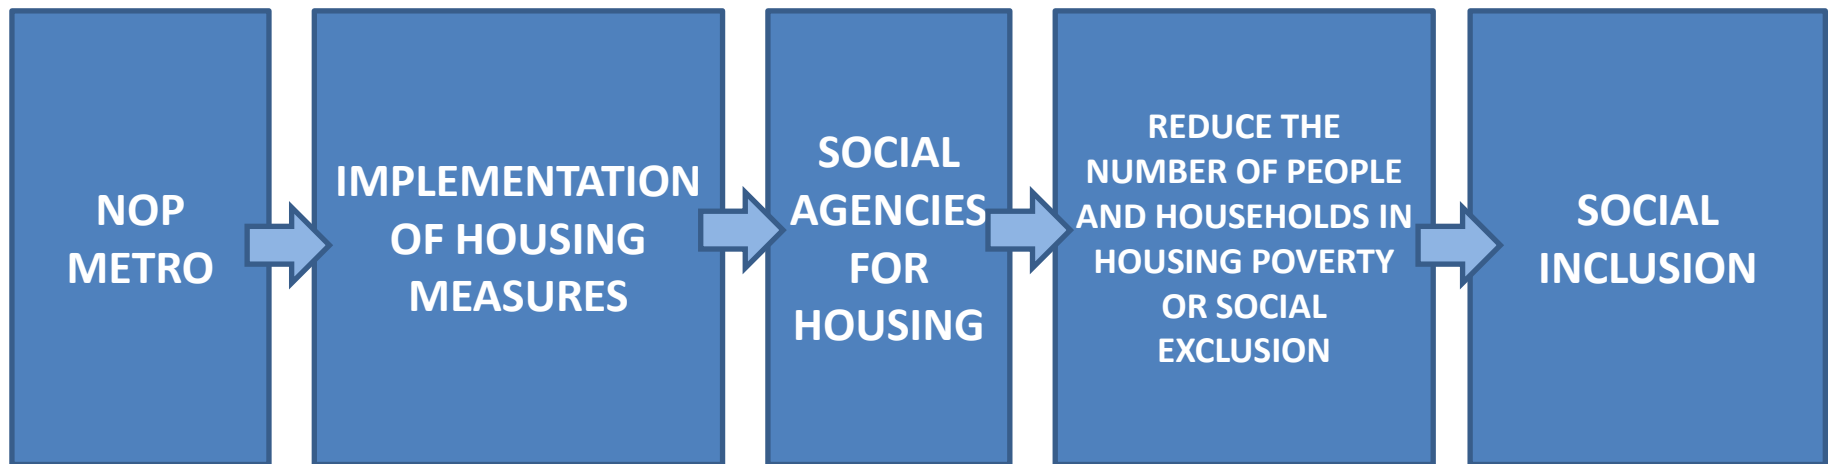 NOP
METRO
IMPLEMENTATION
OF HOUSING
MEASURES
SOCIAL
AGENCIES
FOR
HOUSING
REDUCE THE
NUMBER OF PEOPLE
AND HOUSEHOLDS IN
HOUSING POVERTY
OR SOCIAL
EXCLUSION
SOCIAL
INCLUSION